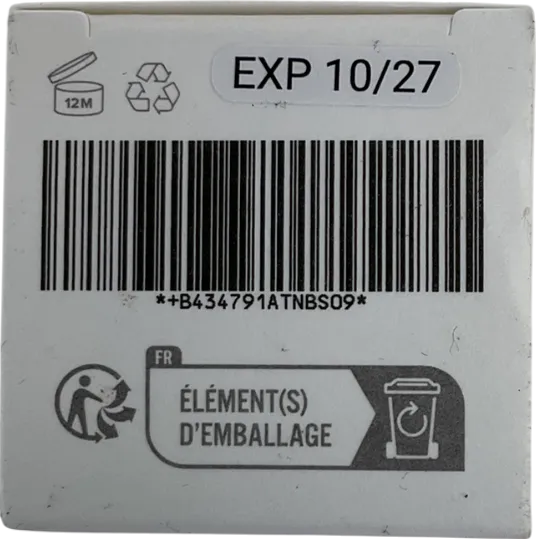 12M
EXP 10/27
*+B434791ATNBS09*
FR
ÉLÉMENT(S)
D'EMBALLAGE